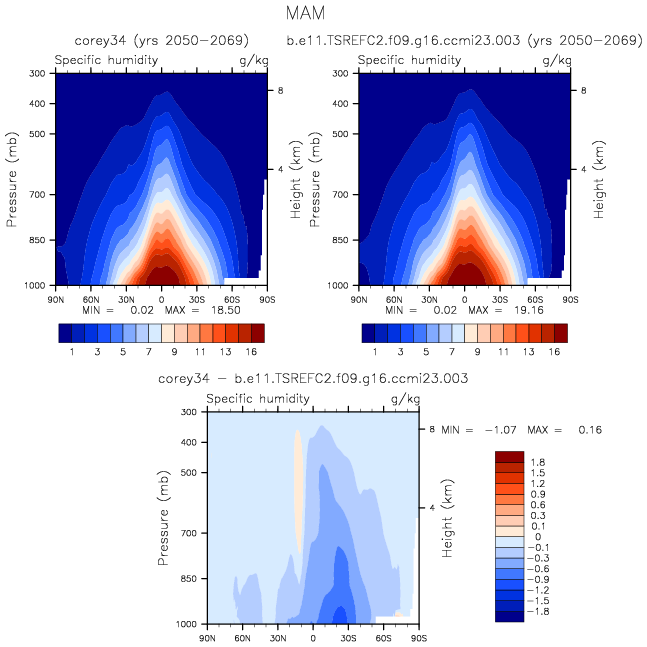 MAM
corey34 (yrs 2050-2069)
b.e11.TSREFC2.f09.g16.ccmi23.003 (yrs 2050-2069)
Specific humidity g/kg
Specific humidity g/kg
300
400
500
700
850
1000
Pressure (mb)
8
4
Height (km)
90N 60N 30N 0 30S 60S 90S
MIN = 0.02 MAX = 18.50
1 3 5 7 9 11 13 16
300
400
500
700
850
1000
Pressure (mb)
8
4
Height (km)
90N 60N 30N 0 30S 60S 90S
MIN = 0.02 MAX = 19.16
1 3 5 7 9 11 13 16
corey34 - b.e11.TSREFC2.f09.g16.ccmi23.003
Specific humidity g/kg
300
400
500
700
850
1000
Pressure (mb)
8
4
Height (km)
90N 60N 30N 0 30S 60S 90S
MIN = -1.07 MAX = 0.16
1.8
1.5
1.2
0.9
0.6
0.3
0.1
0
-0.1
-0.3
-0.6
-0.9
-1.2
-1.5
-1.8